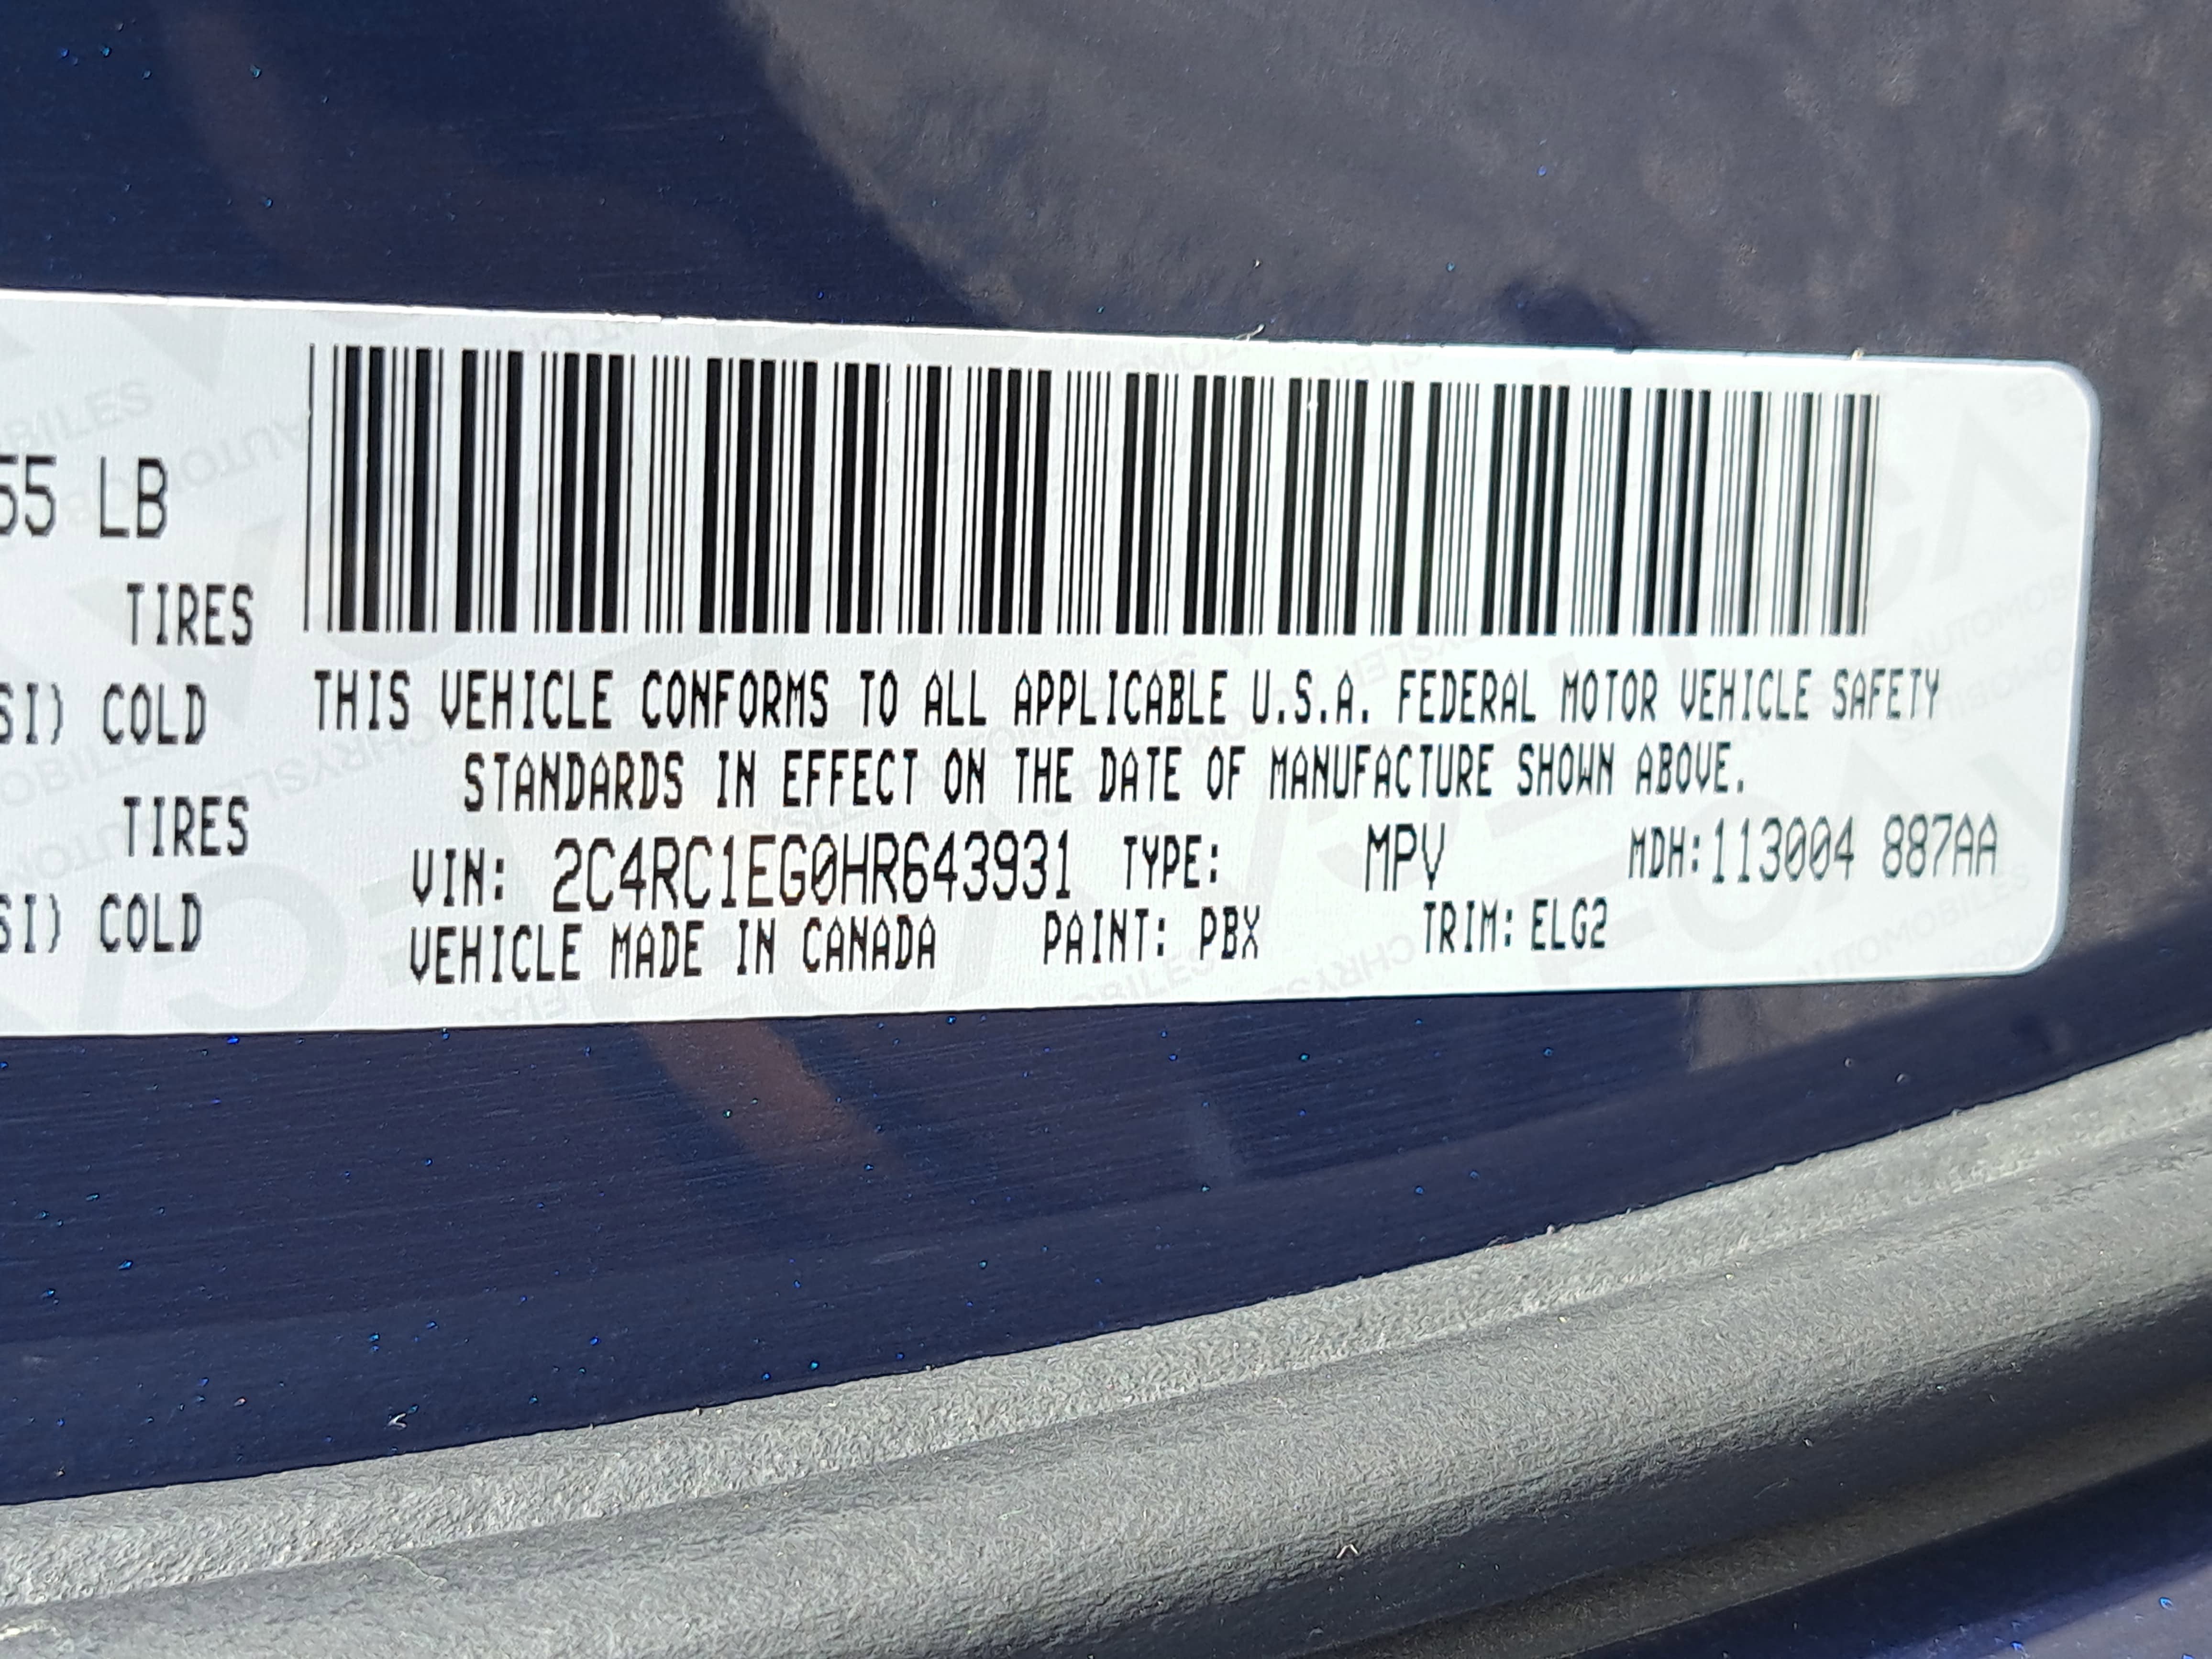 55 LB
TIRES
SI) COLD
TIRES
SI) COLD
THIS VEHICLE CONFORMS TO ALL APPLICABLE U.S.A. FEDERAL MOTOR VEHICLE SAFETY
STANDARDS IN EFFECT ON THE DATE OF MANUFACTURE SHOWN ABOVE.
VIN: 2C4RC1EG0HR643931 TYPE: MPV MDH:113004 887AA
VEHICLE MADE IN CANADA PAINT: PBX TRIM: ELG2